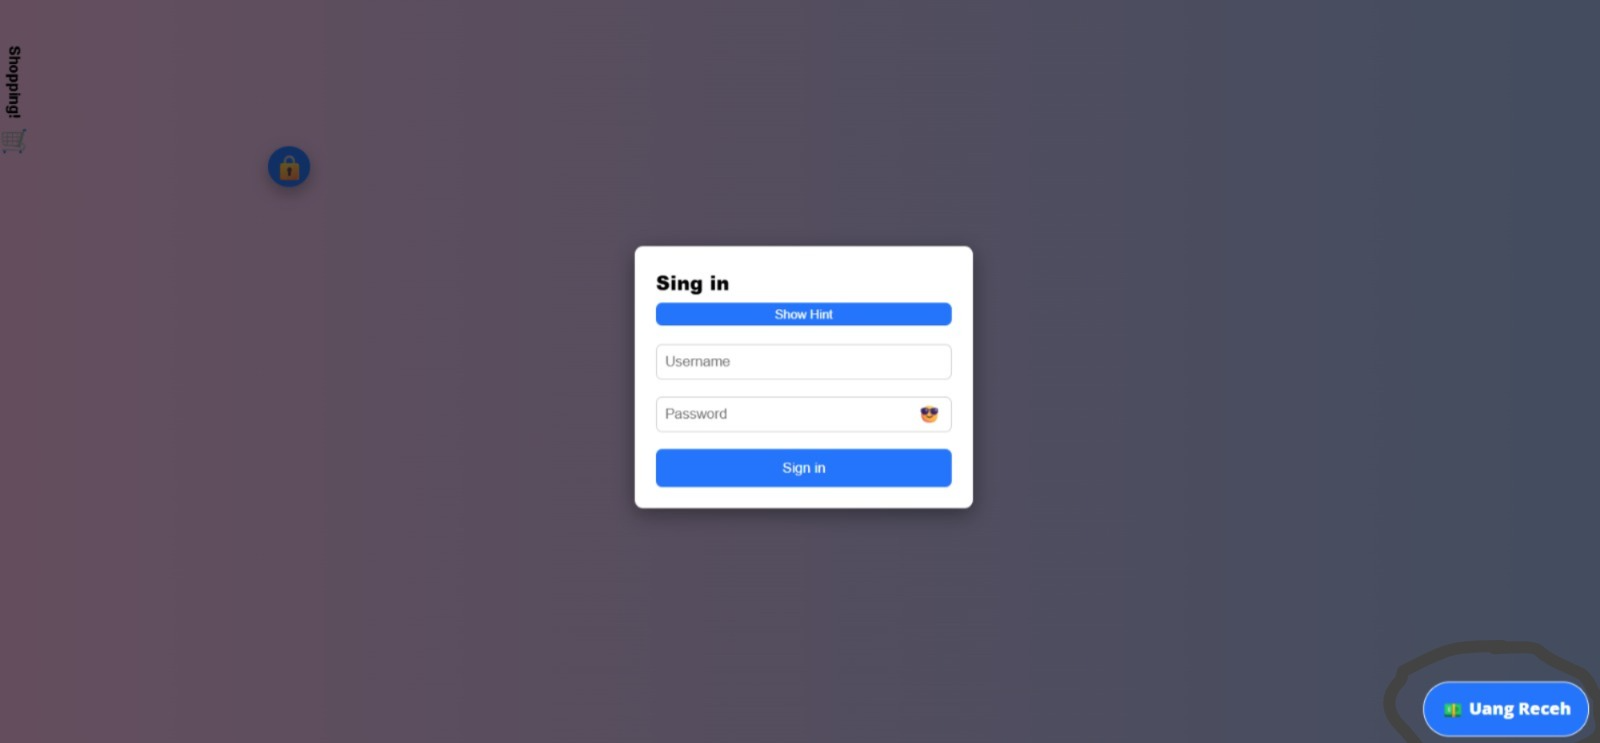 Shopping!
Sing in
Show Hint
Username
Password
Sign in
Uang Receh